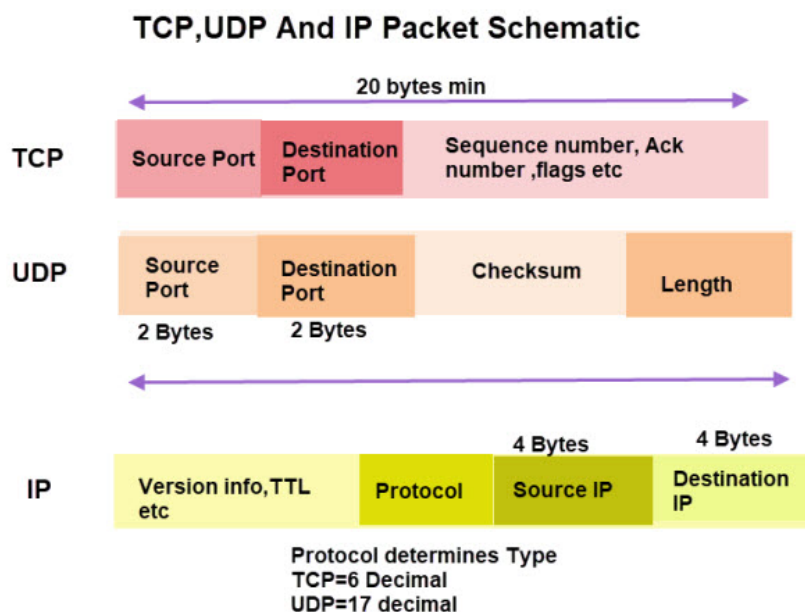 TCP,UDP And IP Packet Schematic
20 bytes min
TCP
Source Port
Destination
Port
Sequence number, Ack
number ,flags etc
UDP
Source
Port
Destination
Port
Checksum
Length
2 Bytes
2 Bytes
4 Bytes
4 Bytes
IP
Version info,TTL
etc
Protocol
Source IP
Destination
IP
Protocol determines Type
TCP=6 Decimal
UDP=17 decimal